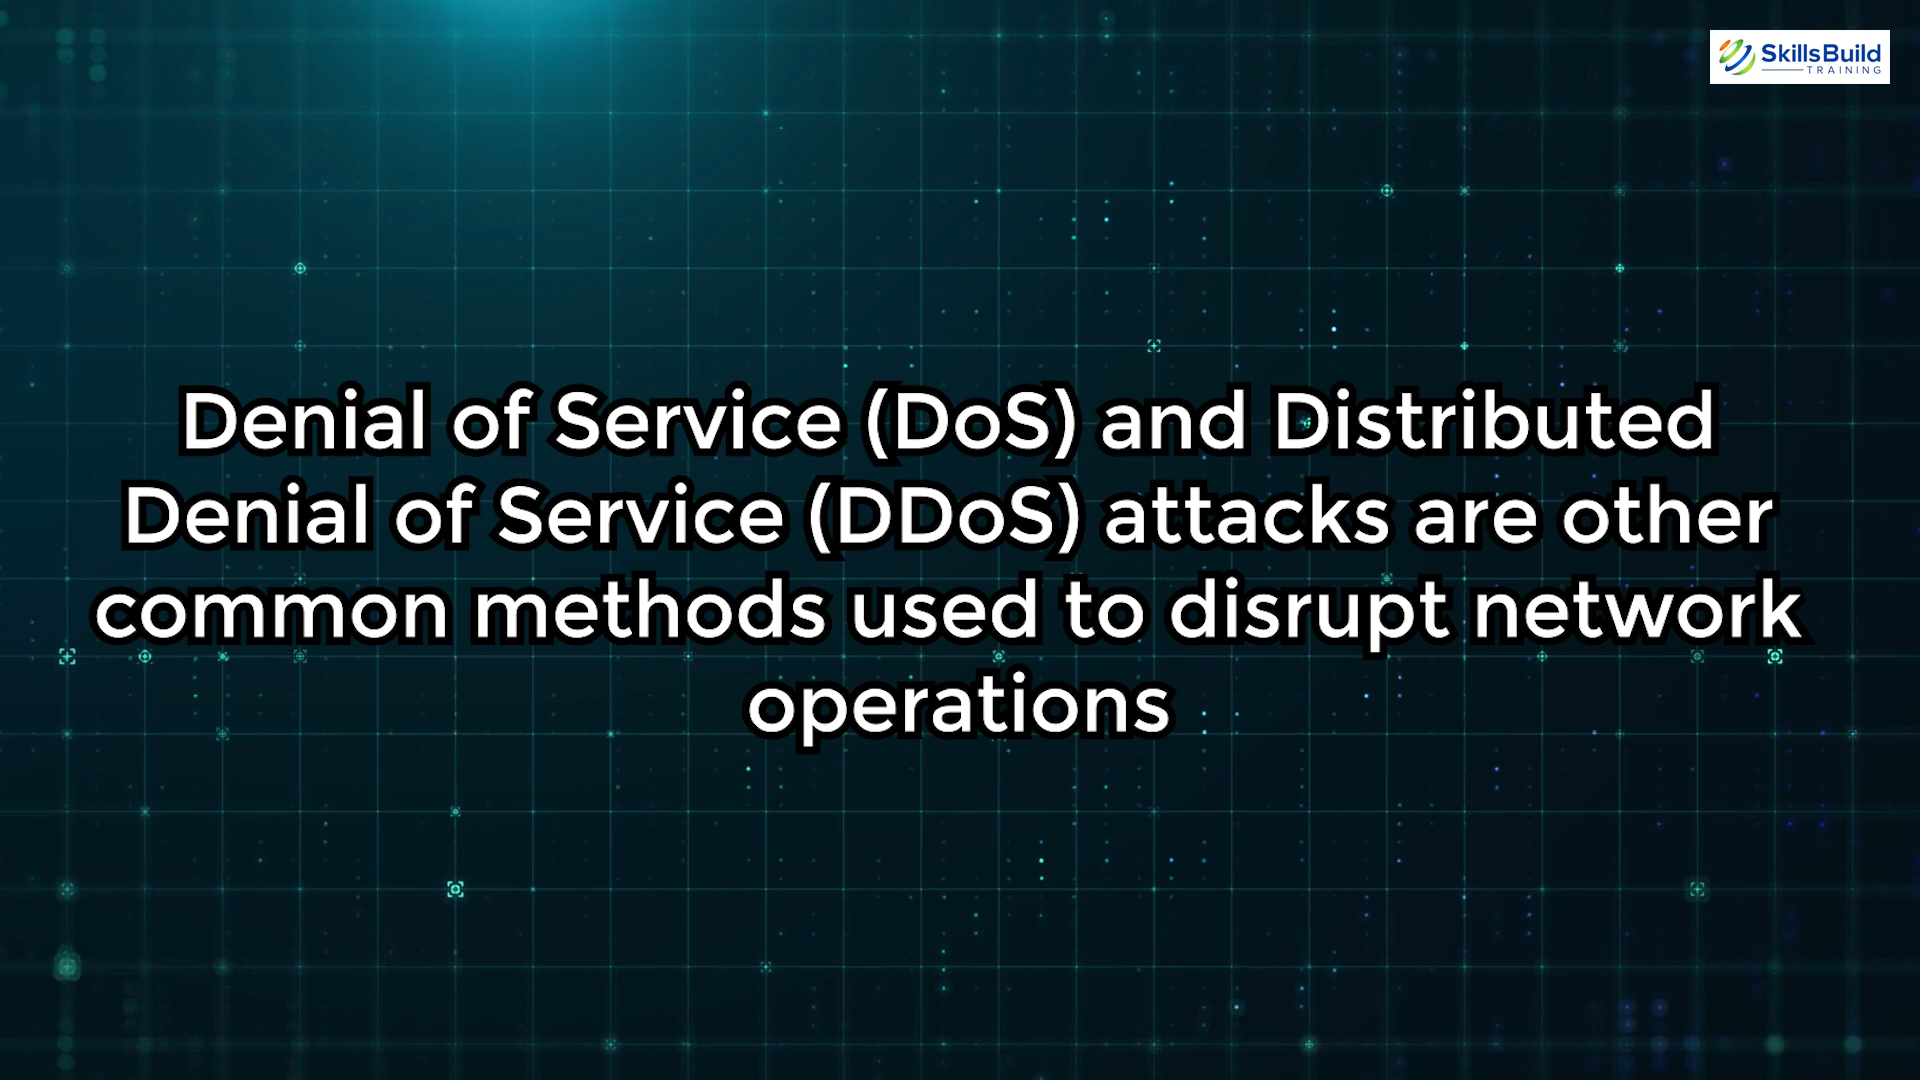 SkillsBuild
TRAINING
Denial of Service (DoS) and Distributed
Denial of Service (DDoS) attacks are other
common methods used to disrupt network
operations